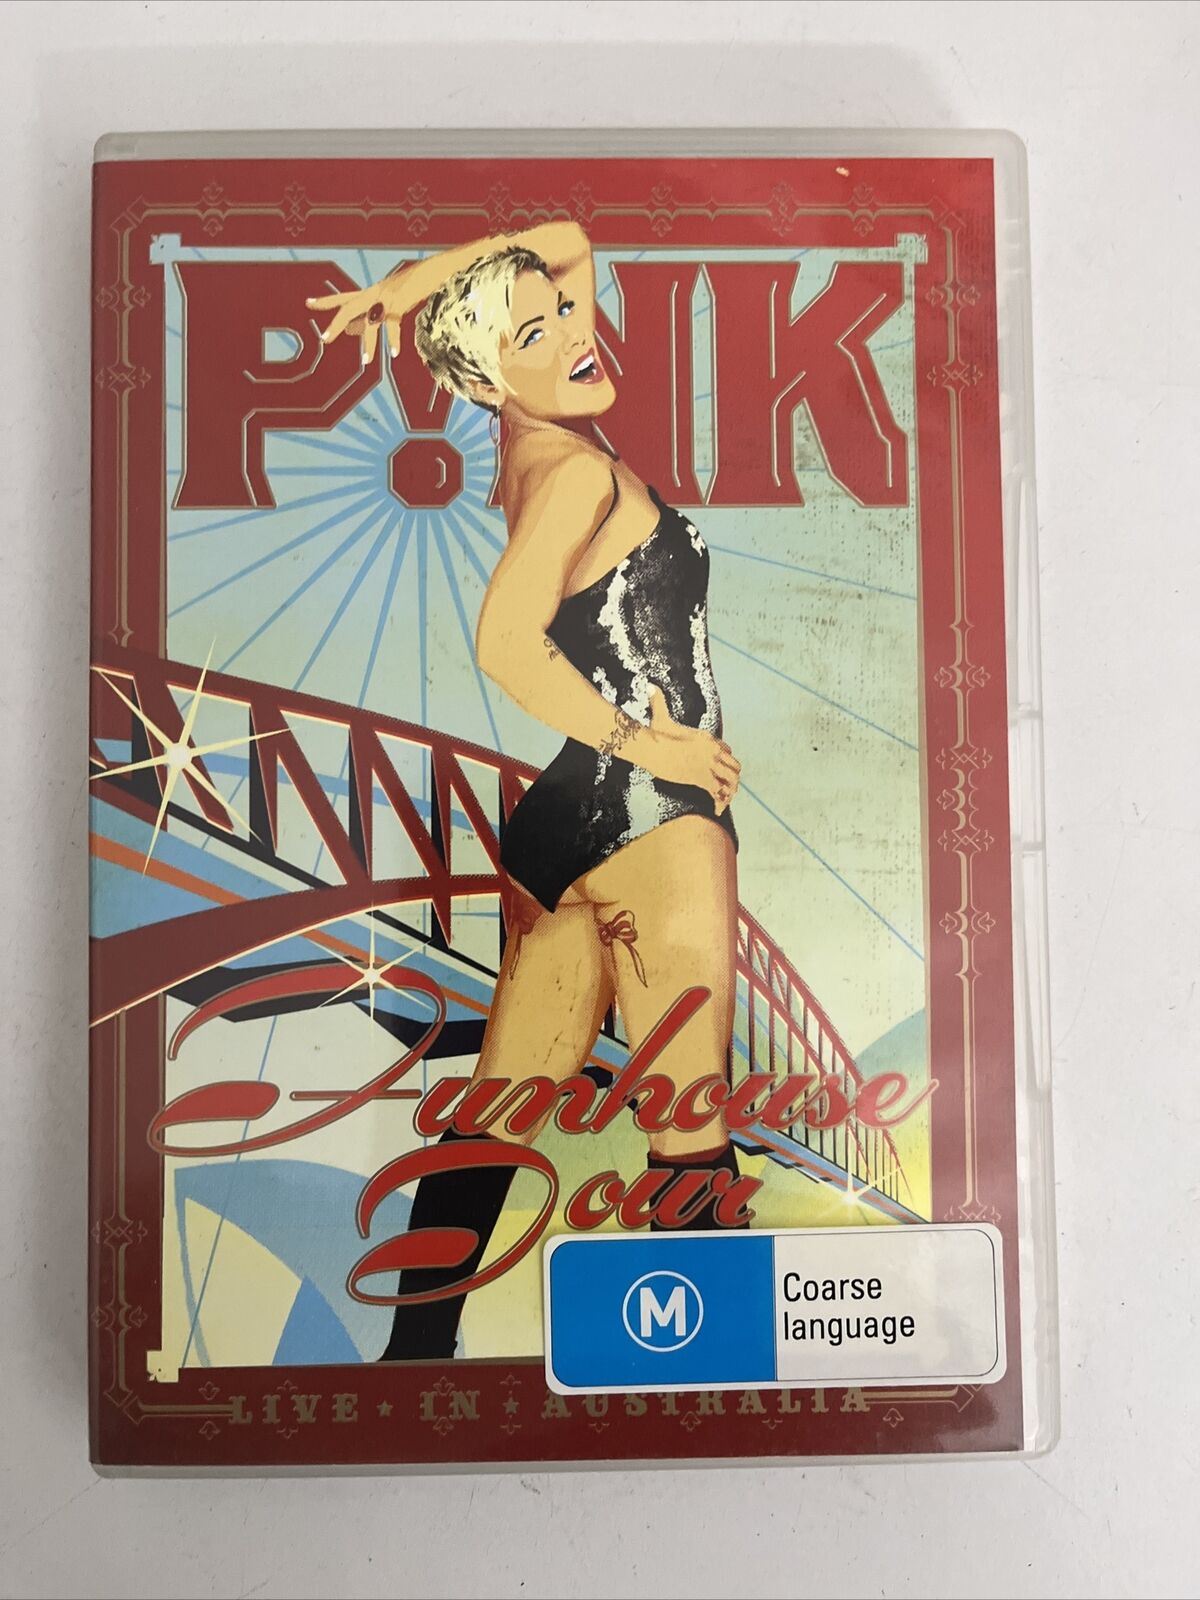 P!NK
Funhouse
Tour
M
Coarse
language
LIVE ★ IN ★ AUSTRALIA